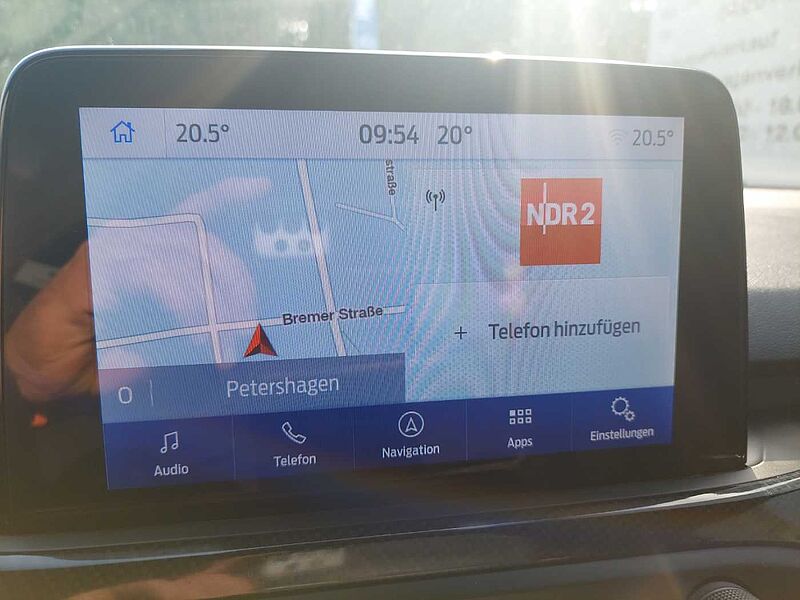 20.5° 09:54 20° 20.5°
straße
NDR 2
Bremer Straße
+ Telefon hinzufügen
0 Petershagen
Audio Telefon Navigation Apps Einstellungen